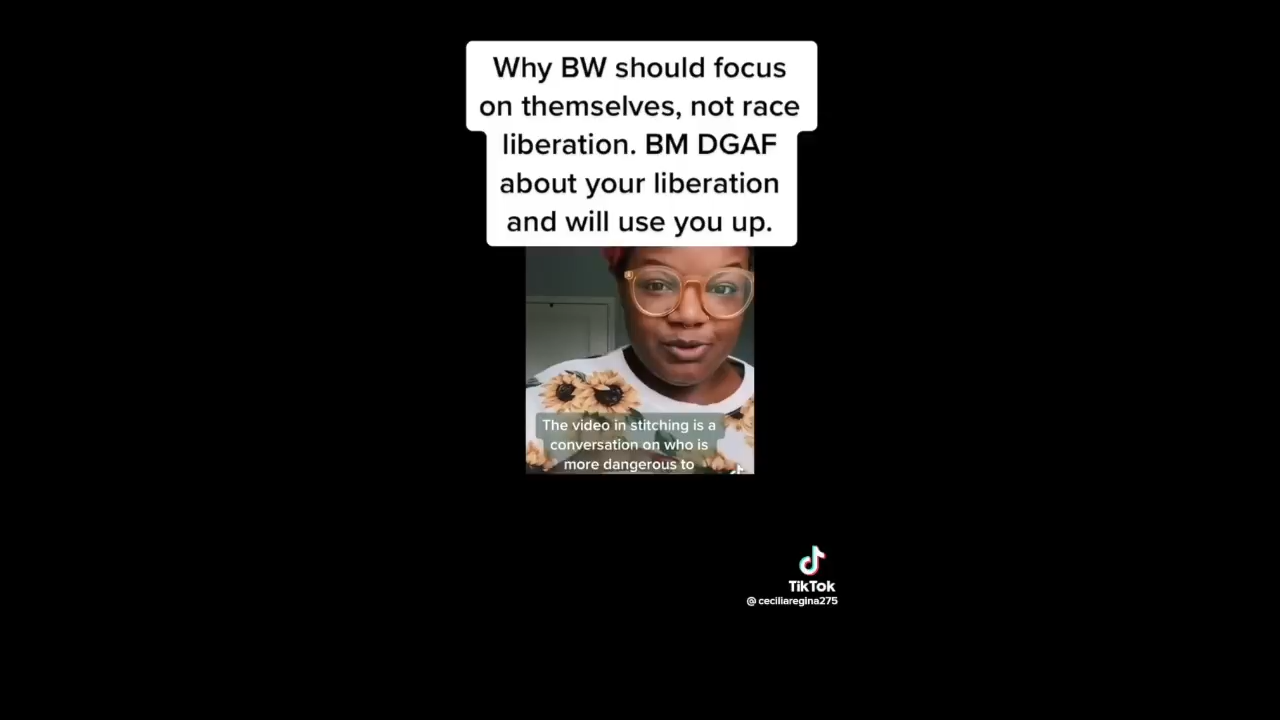 Why BW should focus
on themselves, not race
liberation. BM DGAF
about your liberation
and will use you up.
The video in stitching is a
conversation on who is
more dangerous to
TikTok
@ ceciliaregina275